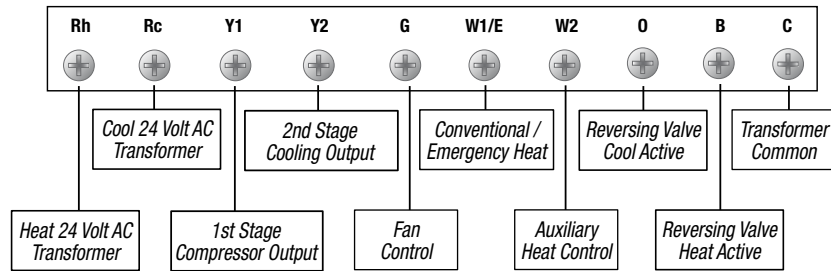 Rh Rc Y1 Y2 G W1/E W2 O B C
Cool 24 Volt AC
Transformer
2nd Stage
Cooling Output
Conventional /
Emergency Heat
Reversing Valve
Cool Active
Transformer
Common
Heat 24 Volt AC
Transformer
1st Stage
Compressor Output
Fan
Control
Auxiliary
Heat Control
Reversing Valve
Heat Active